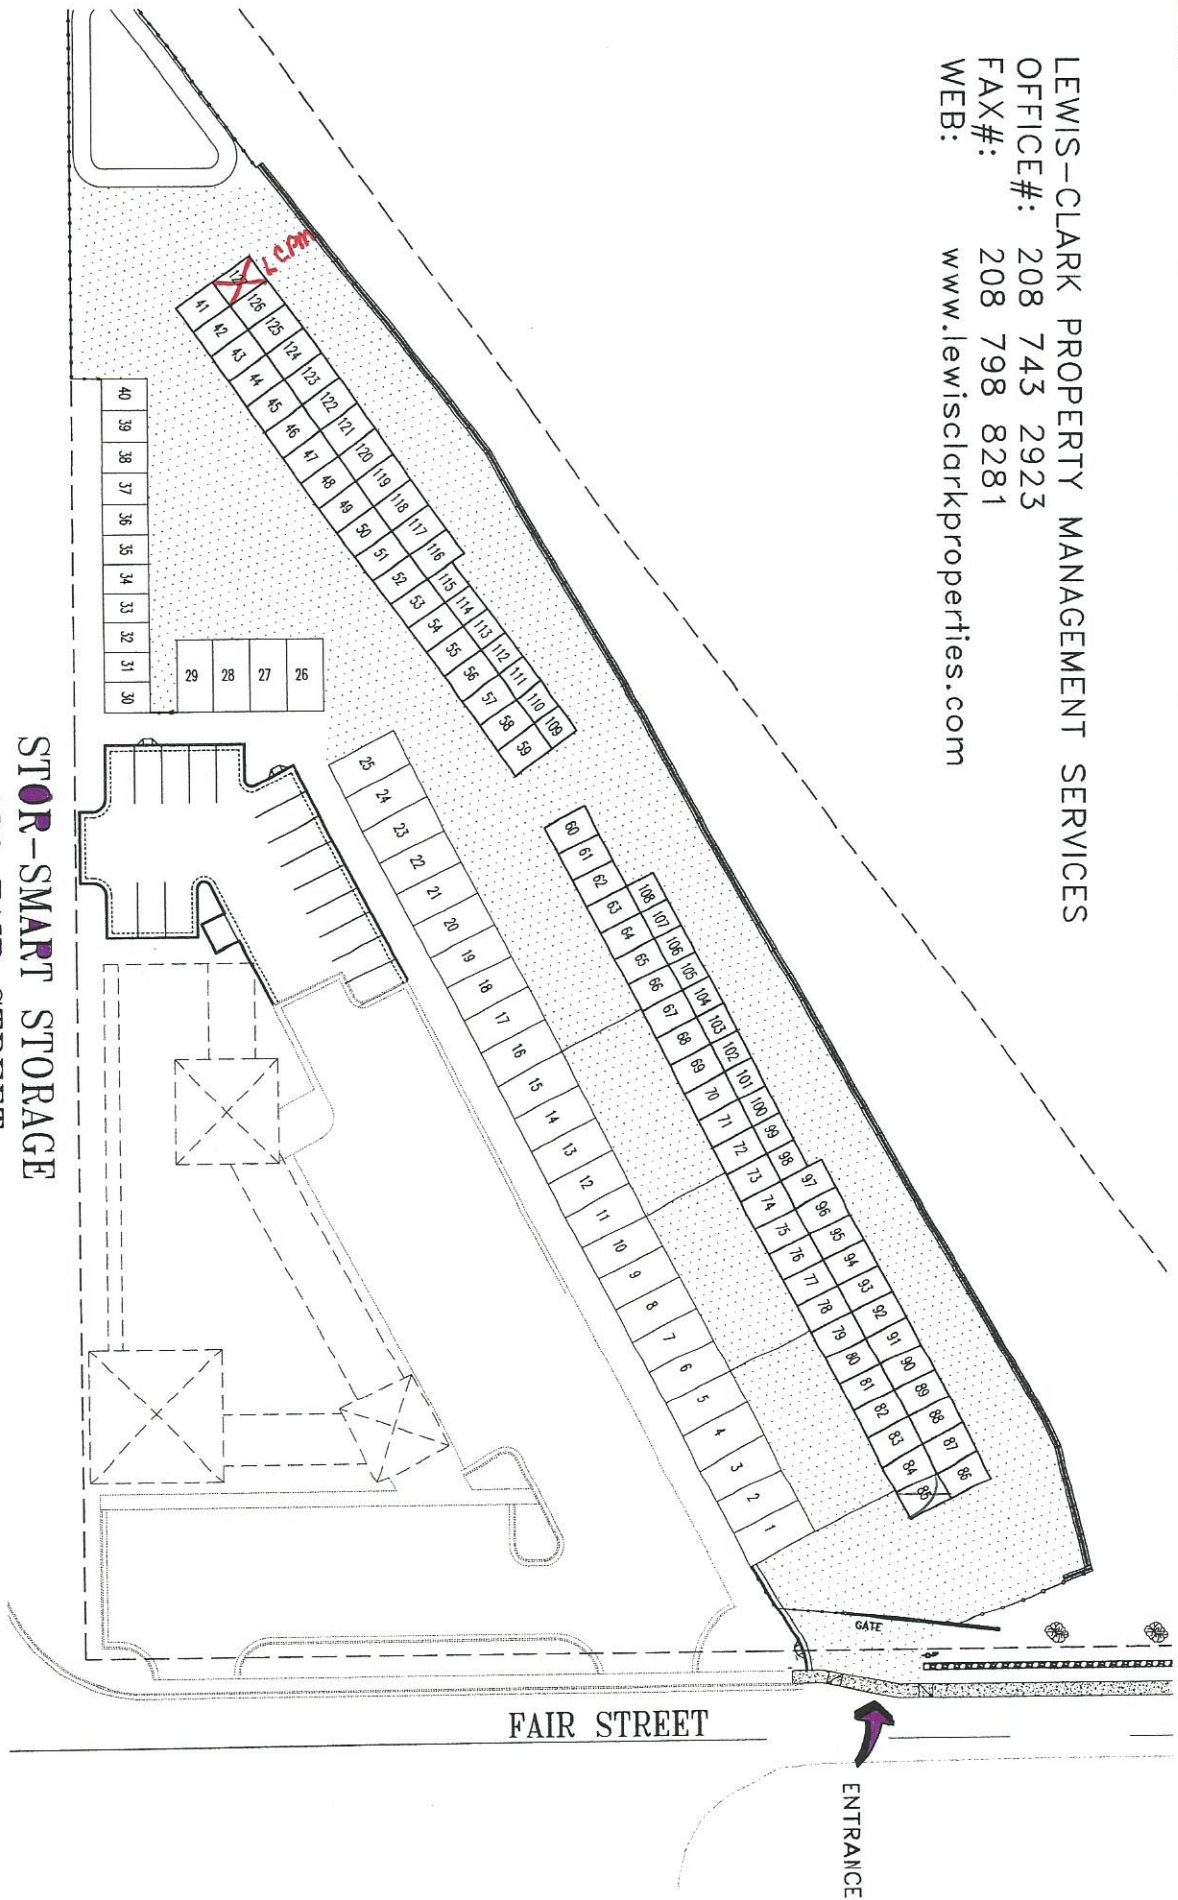 LEWIS-CLARK PROPERTY MANAGEMENT SERVICES
OFFICE#: 208 743 2923
FAX#: 208 798 8281
WEB: www.lewisclarkproperties.com
LCPM
127 126 125 124 123 122 121 120 119 118 117 116 115 114 113 112 111 110 109
41 42 43 44 45 46 47 48 49 50 51 52 53 54 55 56 57 58 59
40 39 38 37 36 35 34 33 32 31 30
29 28 27 26
25 24 23 22 21 20 19 18 17 16 15 14 13 12 11 10 9 8 7 6 5 4 3 2 1
108 107 106 105 104 103 102 101 100 99 98 97 96 95 94 93 92 91 90 89 88 87 86
60 61 62 63 64 65 66 67 68 69 70 71 72 73 74 75 76 77 78 79 80 81 82 83 84 85
GATE
FAIR STREET
ENTRANCE
STOR-SMART STORAGE